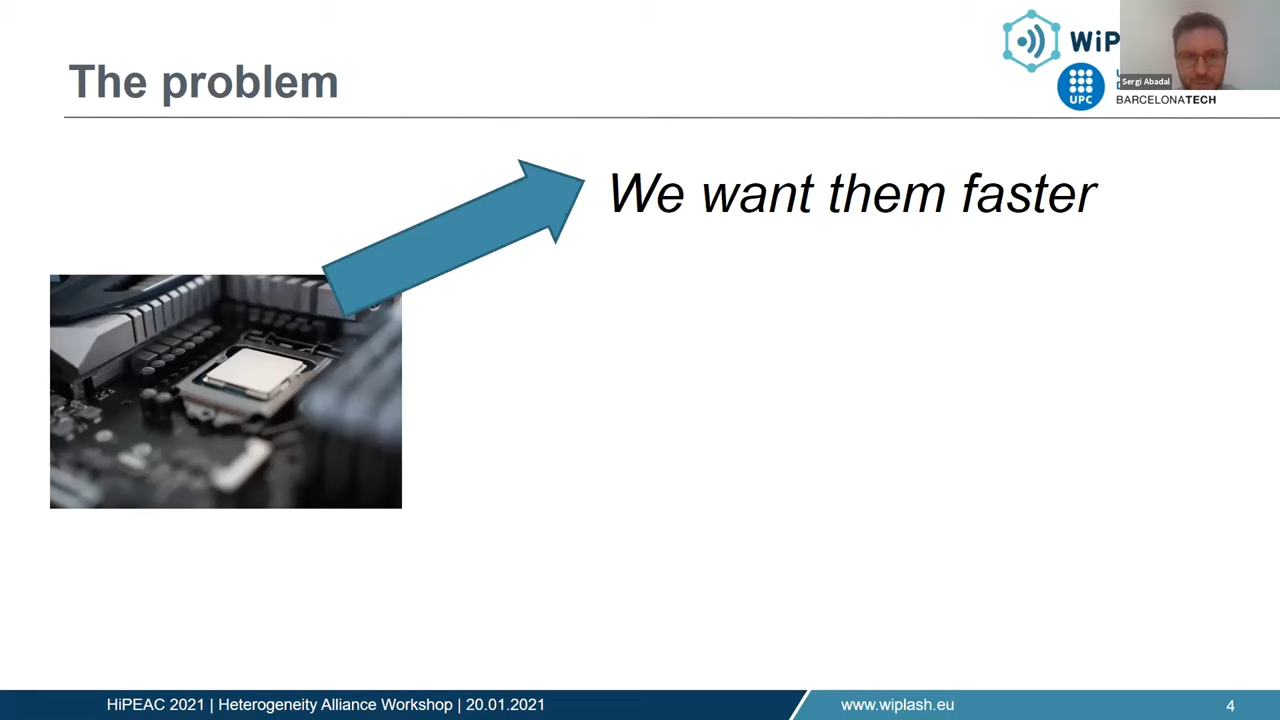 The problem
WiP
Sergi Abadal
UPC
BARCELONATECH
We want them faster
HiPEAC 2021 | Heterogeneity Alliance Workshop | 20.01.2021
www.wiplash.eu
4